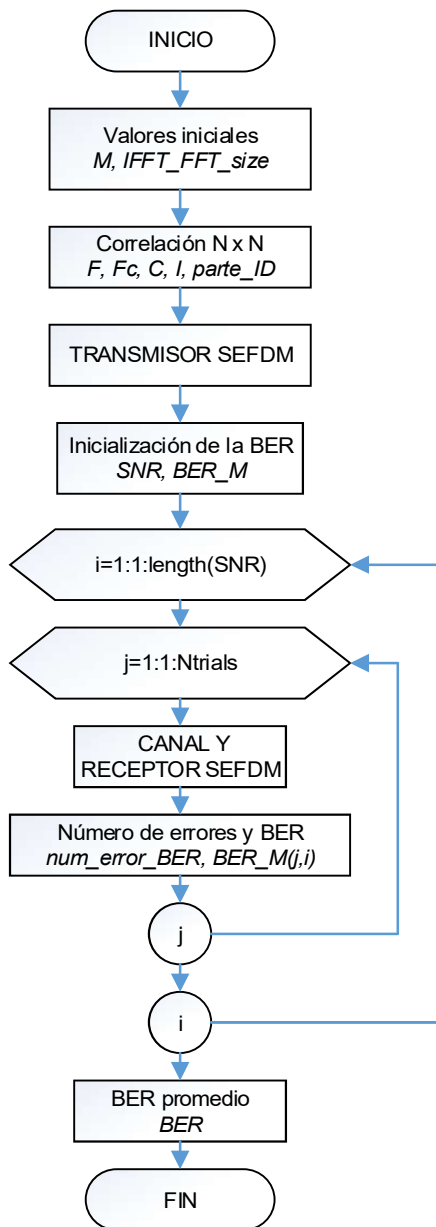 INICIO
Valores iniciales
M, IFFT_FFT_size
Correlación N x N
F, Fc, C, I, parte_ID
TRANSMISOR SEFDM
Inicialización de la BER
SNR, BER_M
i=1:1:length(SNR)
j=1:1:Ntrials
CANAL Y
RECEPTOR SEFDM
Número de errores y BER
num_error_BER, BER_M(j,i)
j
i
BER promedio
BER
FIN